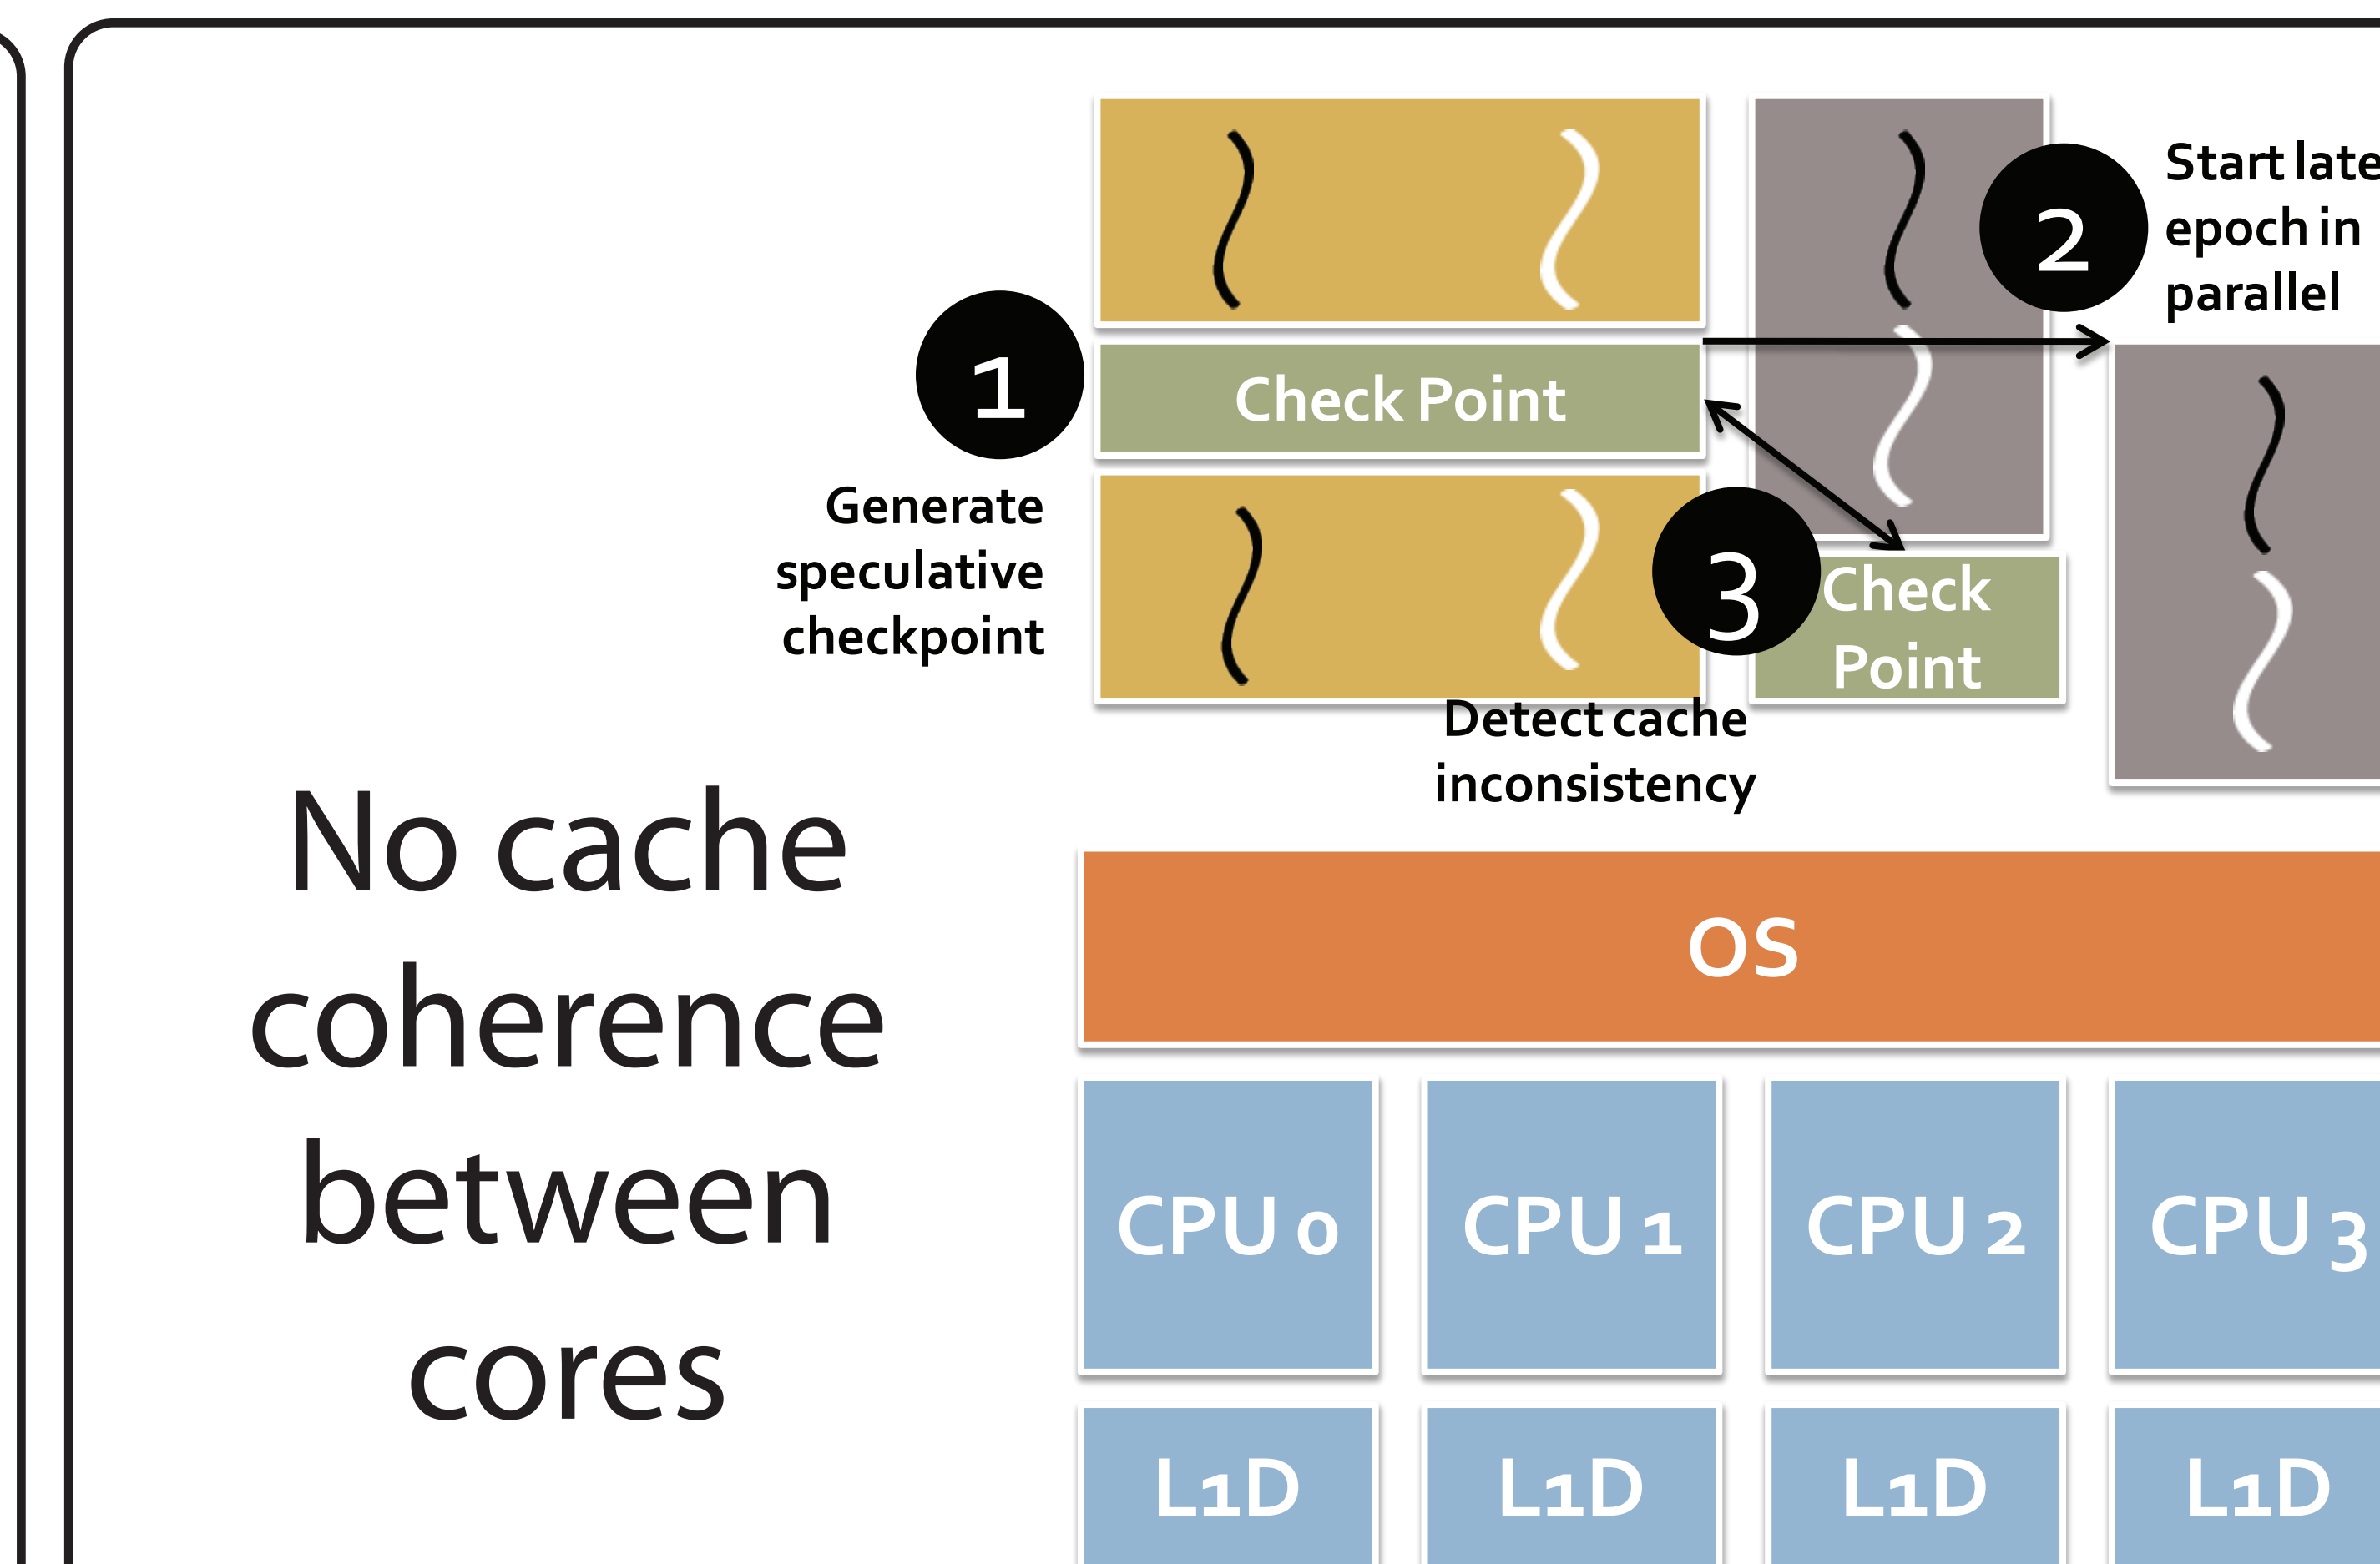 1
Generate
speculative
checkpoint
Check Point
2
Start late
epoch in
parallel
3
Check
Point
Detect cache
inconsistency
No cache
coherence
between
cores
OS
CPU 0
CPU 1
CPU 2
CPU 3
L1D
L1D
L1D
L1D